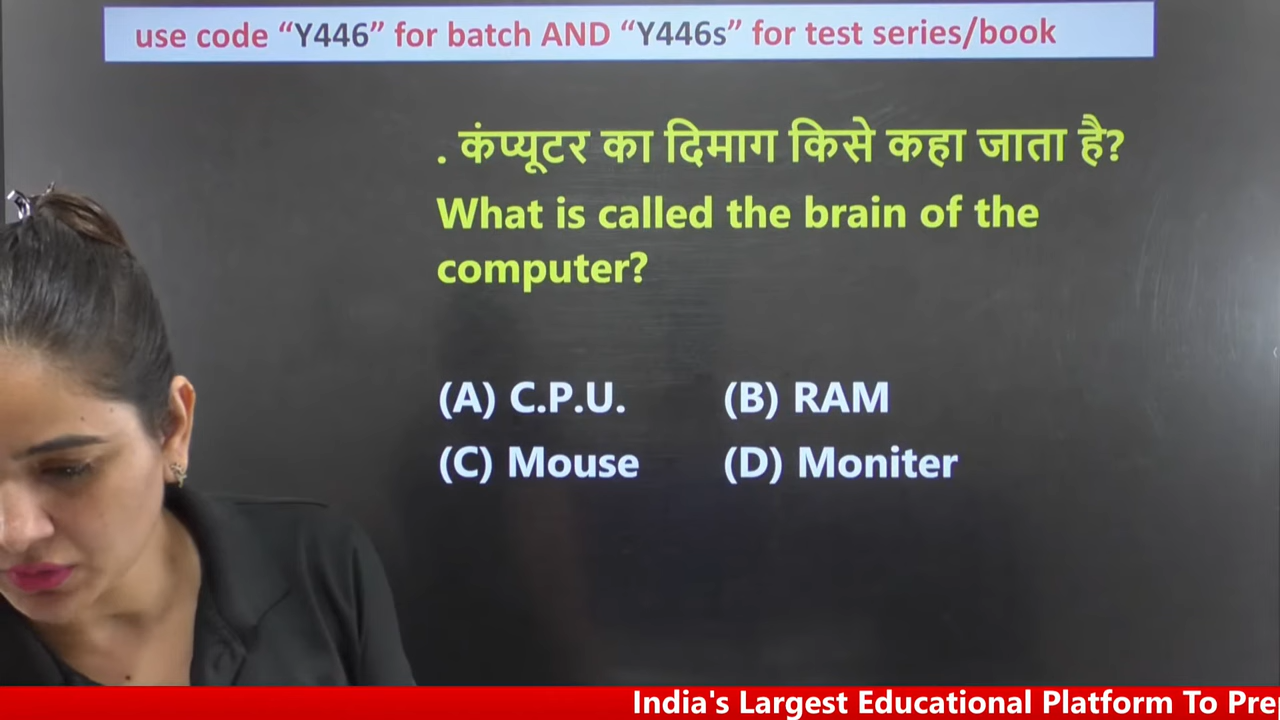 use code “Y446” for batch AND “Y446s” for test series/book
. कंप्यूटर का दिमाग किसे कहा जाता है?
What is called the brain of the
computer?
(A) C.P.U. (B) RAM
(C) Mouse (D) Moniter
India's Largest Educational Platform To Pre